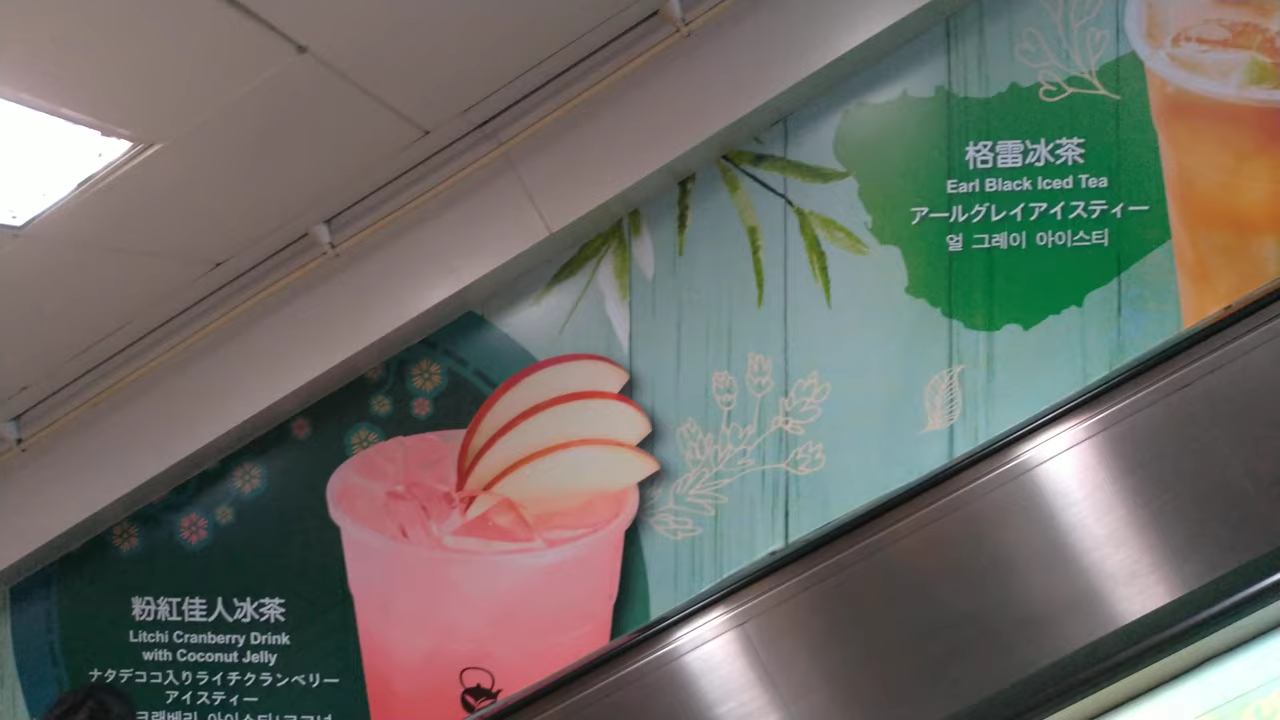 格雷冰茶
Earl Black Iced Tea
アールグレイアイスティー
얼 그레이 아이스티
粉紅佳人冰茶
Litchi Cranberry Drink
with Coconut Jelly
ナタデココ入りライチクランベリー
アイスティー